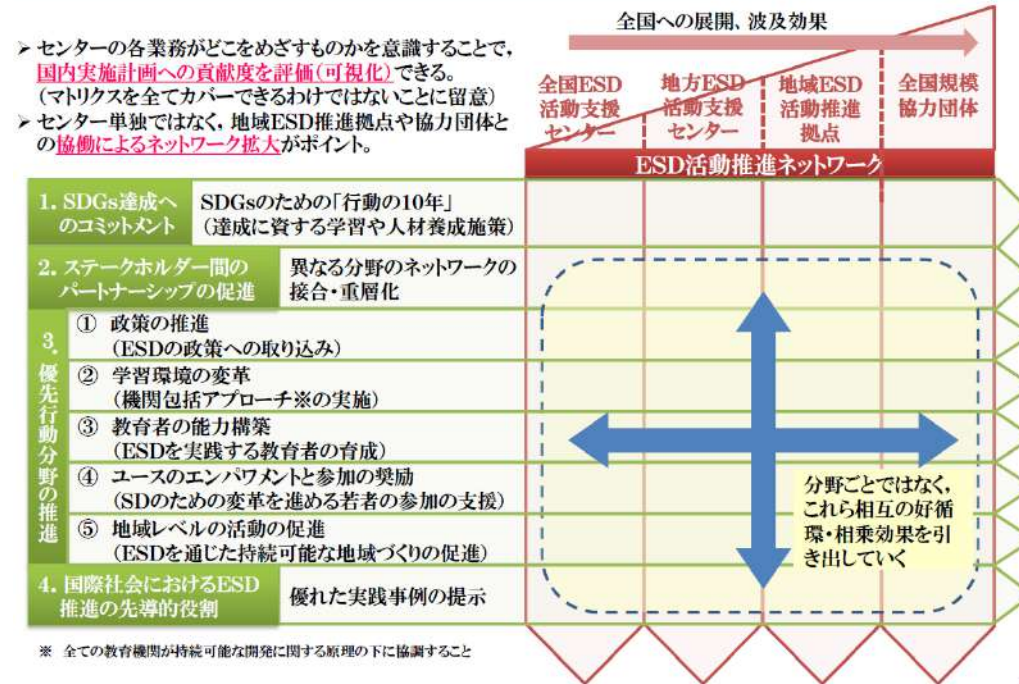 ➤ センターの各業務がどこをめざすものかを意識することで,
国内実施計画への貢献度を評価(可視化)できる。
(マトリクスを全てカバーできるわけではないことに留意)
➤ センター単独ではなく,地域ESD推進拠点や協力団体と
の協働によるネットワーク拡大がポイント。
全国への展開、波及効果
全国ESD
活動支援
センター
地方ESD
活動支援
センター
地域ESD
活動推進
拠点
全国規模
協力団体
ESD活動推進ネットワーク
1. SDGs達成へ
のコミットメント
SDGsのための「行動の10年」
(達成に資する学習や人材養成施策)
2. ステークホルダー間の
パートナーシップの促進
異なる分野のネットワークの
接合・重層化
3. 優先行動分野の推進
① 政策の推進
(ESDの政策への取り込み)
② 学習環境の変革
(機関包括アプローチ※の実施)
③ 教育者の能力構築
(ESDを実践する教育者の育成)
④ ユースのエンパワメントと参加の奨励
(SDのための変革を進める若者の参加の支援)
⑤ 地域レベルの活動の促進
(ESDを通じた持続可能な地域づくりの促進)
分野ごとではなく,
これら相互の好循
環・相乗効果を引
き出していく
4. 国際社会におけるESD
推進の先導的役割
優れた実践事例の提示
※ 全ての教育機関が持続可能な開発に関する原理の下に協調すること